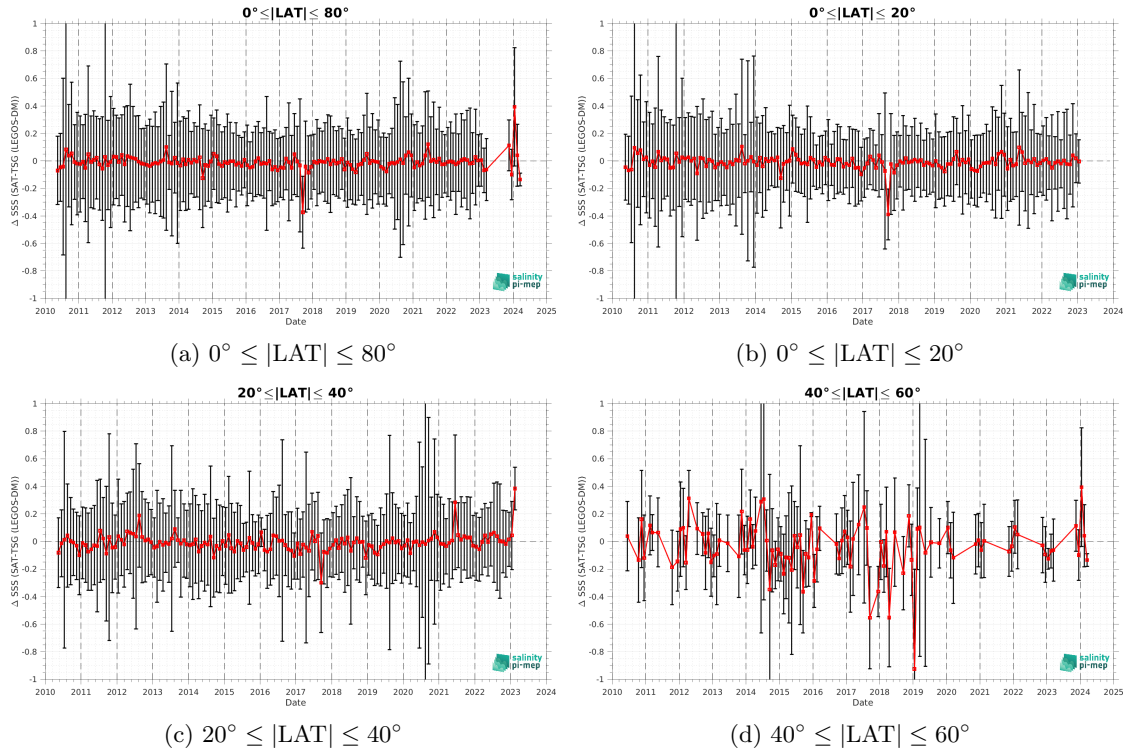 0°≤|LAT|≤ 80°
Δ SSS (SAT-TSG (LEGOS-DM))
1
0.8
0.6
0.4
0.2
0
-0.2
-0.4
-0.6
-0.8
-1
2010 2011 2012 2013 2014 2015 2016 2017 2018 2019 2020 2021 2022 2023 2024 2025
Date
salinity
pi-mep
(a) 0° ≤ |LAT| ≤ 80°
0°≤|LAT|≤ 20°
Δ SSS (SAT-TSG (LEGOS-DM))
1
0.8
0.6
0.4
0.2
0
-0.2
-0.4
-0.6
-0.8
-1
2010 2011 2012 2013 2014 2015 2016 2017 2018 2019 2020 2021 2022 2023 2024
Date
salinity
pi-mep
(b) 0° ≤ |LAT| ≤ 20°
20°≤|LAT|≤ 40°
Δ SSS (SAT-TSG (LEGOS-DM))
1
0.8
0.6
0.4
0.2
0
-0.2
-0.4
-0.6
-0.8
-1
2010 2011 2012 2013 2014 2015 2016 2017 2018 2019 2020 2021 2022 2023 2024
Date
salinity
pi-mep
(c) 20° ≤ |LAT| ≤ 40°
40°≤|LAT|≤ 60°
Δ SSS (SAT-TSG (LEGOS-DM))
1
0.8
0.6
0.4
0.2
0
-0.2
-0.4
-0.6
-0.8
-1
2010 2011 2012 2013 2014 2015 2016 2017 2018 2019 2020 2021 2022 2023 2024 2025
Date
salinity
pi-mep
(d) 40° ≤ |LAT| ≤ 60°